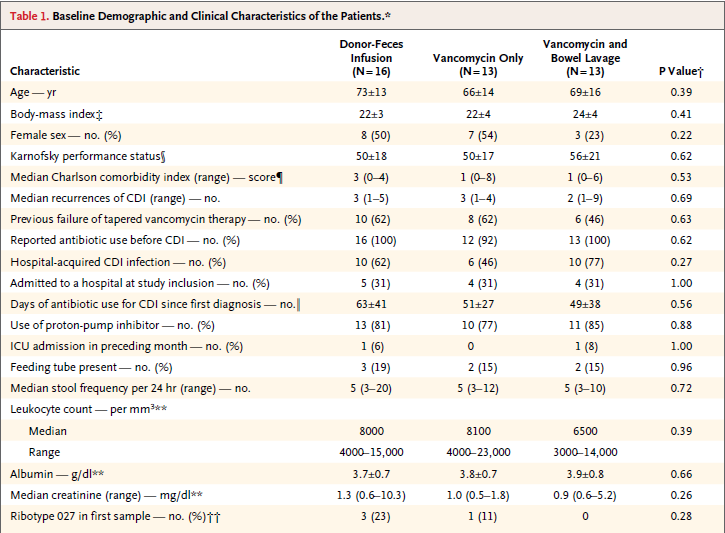 Table 1. Baseline Demographic and Clinical Characteristics of the Patients.*
Characteristic Donor-Feces Infusion (N=16) Vancomycin Only (N=13) Vancomycin and Bowel Lavage (N=13) P Value†
Age — yr 73±13 66±14 69±16 0.39
Body-mass index‡ 22±3 22±4 24±4 0.41
Female sex — no. (%) 8 (50) 7 (54) 3 (23) 0.22
Karnofsky performance status§ 50±18 50±17 56±21 0.62
Median Charlson comorbidity index (range) — score¶ 3 (0–4) 1 (0–8) 1 (0–6) 0.53
Median recurrences of CDI (range) — no. 3 (1–5) 3 (1–4) 2 (1–9) 0.69
Previous failure of tapered vancomycin therapy — no. (%) 10 (62) 8 (62) 6 (46) 0.63
Reported antibiotic use before CDI — no. (%) 16 (100) 12 (92) 13 (100) 0.62
Hospital-acquired CDI infection — no. (%) 10 (62) 6 (46) 10 (77) 0.27
Admitted to a hospital at study inclusion — no. (%) 5 (31) 4 (31) 4 (31) 1.00
Days of antibiotic use for CDI since first diagnosis — no.‖ 63±41 51±27 49±38 0.56
Use of proton-pump inhibitor — no. (%) 13 (81) 10 (77) 11 (85) 0.88
ICU admission in preceding month — no. (%) 1 (6) 0 1 (8) 1.00
Feeding tube present — no. (%) 3 (19) 2 (15) 2 (15) 0.96
Median stool frequency per 24 hr (range) — no. 5 (3–20) 5 (3–12) 5 (3–10) 0.72
Leukocyte count — per mm³**
Median 8000 8100 6500 0.39
Range 4000–15,000 4000–23,000 3000–14,000
Albumin — g/dl** 3.7±0.7 3.8±0.7 3.9±0.8 0.66
Median creatinine (range) — mg/dl** 1.3 (0.6–10.3) 1.0 (0.5–1.8) 0.9 (0.6–5.2) 0.26
Ribotype 027 in first sample — no. (%)†† 3 (23) 1 (11) 0 0.28